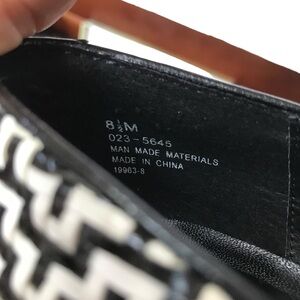 8½M
023-5645
MAN MADE MATERIALS
MADE IN CHINA
19963-8